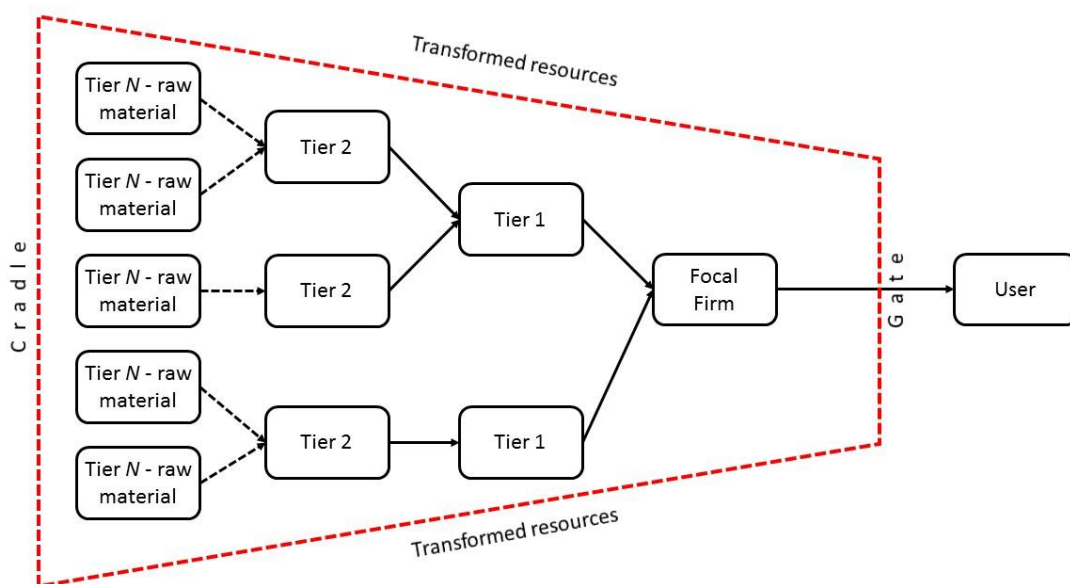 Transformed resources
Cradle
Tier N - raw
material
Tier N - raw
material
Tier N - raw
material
Tier N - raw
material
Tier N - raw
material
Tier 2
Tier 2
Tier 2
Tier 1
Tier 1
Focal
Firm
Gate
User
Transformed resources